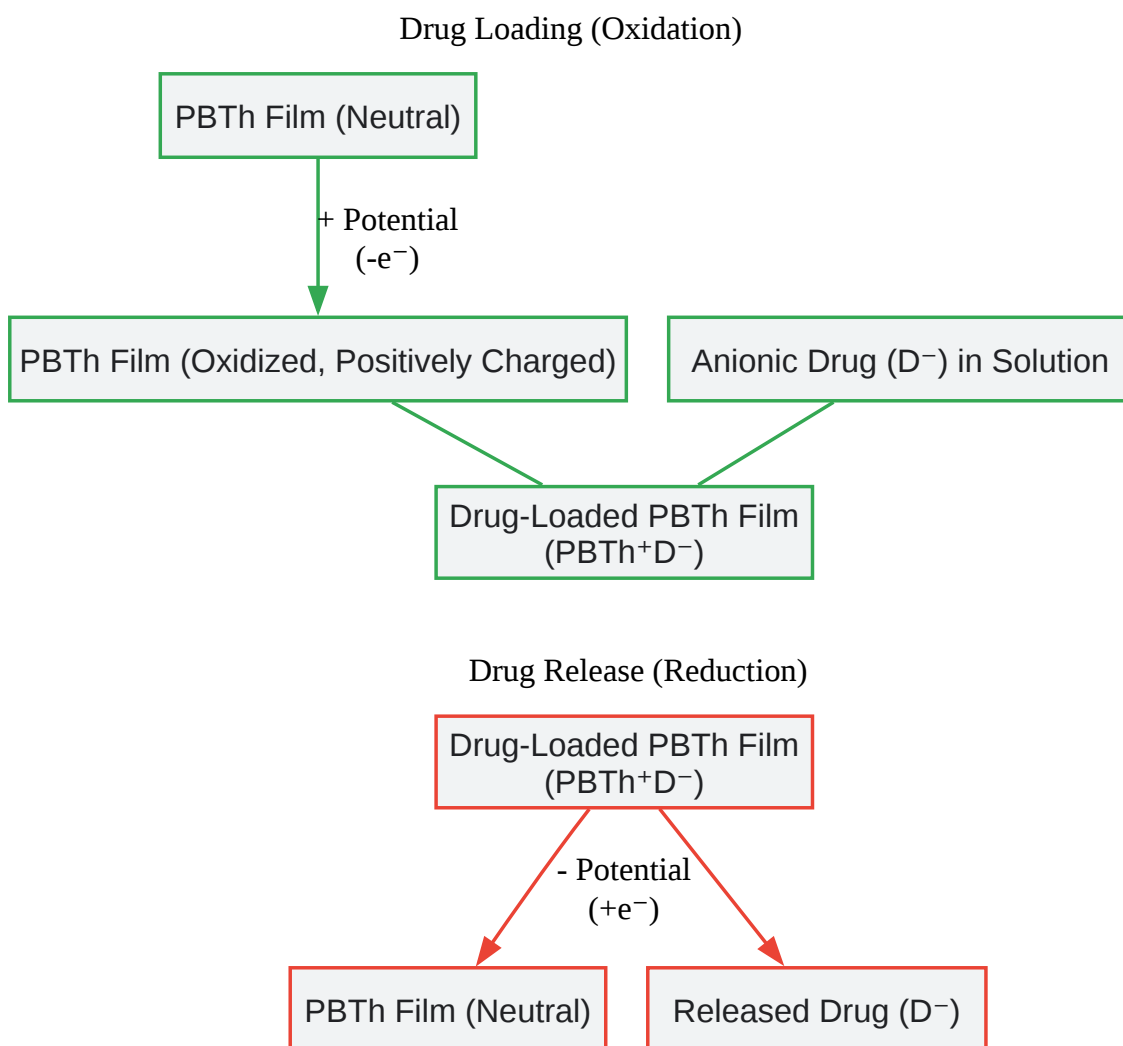 Drug Loading (Oxidation)
PBTh Film (Neutral)
+ Potential
(-e⁻)
PBTh Film (Oxidized, Positively Charged)
Anionic Drug (D⁻) in Solution
Drug-Loaded PBTh Film
(PBTh⁺D⁻)
Drug Release (Reduction)
Drug-Loaded PBTh Film
(PBTh⁺D⁻)
- Potential
(+e⁻)
PBTh Film (Neutral)
Released Drug (D⁻)